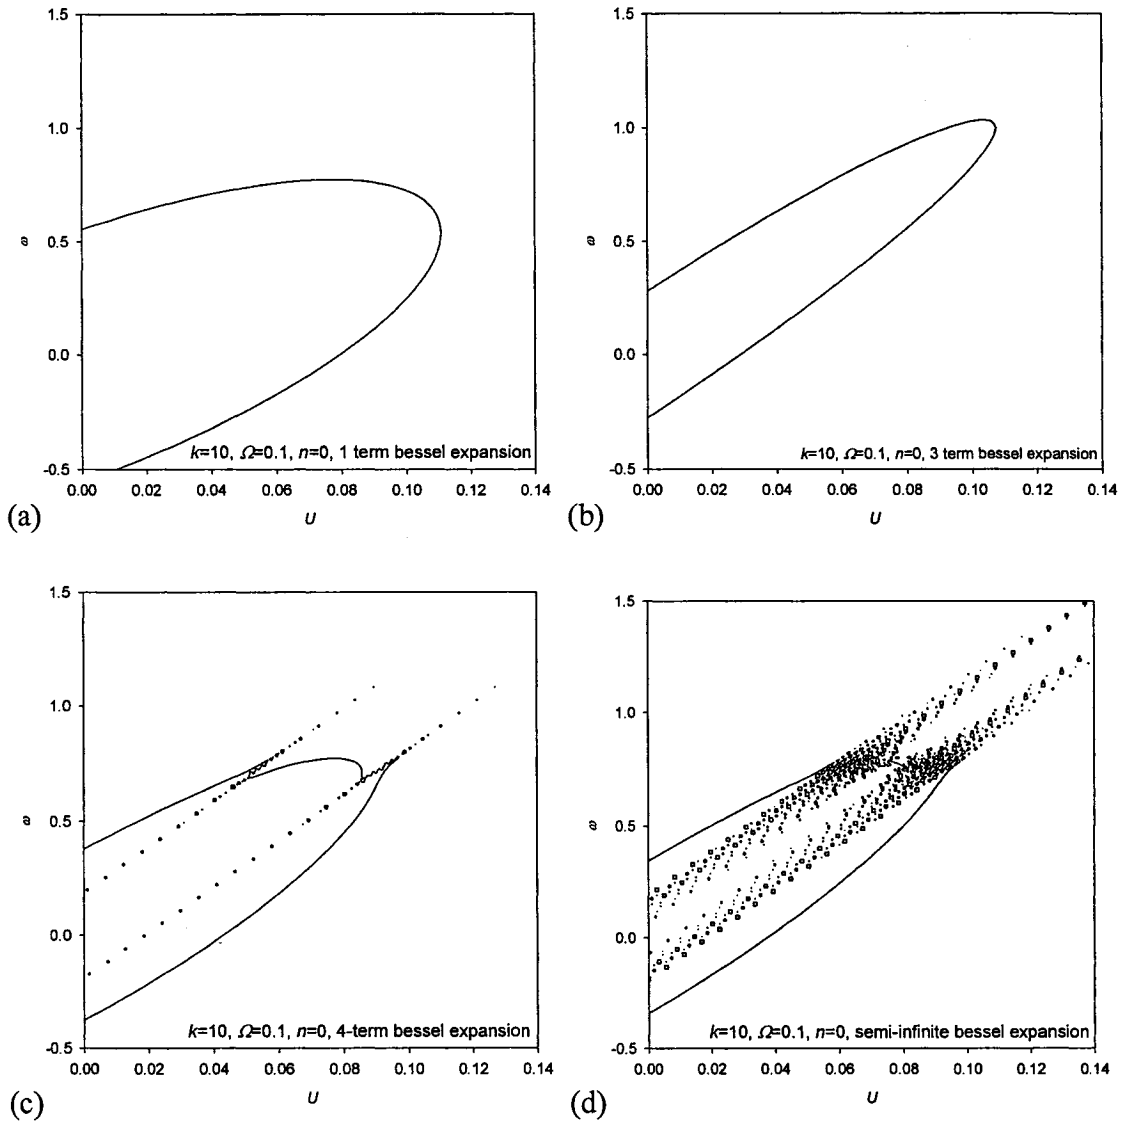 1.5
1.0
0.5
0.0
-0.5
ω
0.00 0.02 0.04 0.06 0.08 0.10 0.12 0.14
U
k=10, Ω=0.1, n=0, 1 term bessel expansion
(a)
1.5
1.0
0.5
0.0
-0.5
ω
0.00 0.02 0.04 0.06 0.08 0.10 0.12 0.14
U
k=10, Ω=0.1, n=0, 3 term bessel expansion
(b)
1.5
1.0
0.5
0.0
-0.5
ω
0.00 0.02 0.04 0.06 0.08 0.10 0.12 0.14
U
k=10, Ω=0.1, n=0, 4-term bessel expansion
(c)
1.5
1.0
0.5
0.0
-0.5
ω
0.00 0.02 0.04 0.06 0.08 0.10 0.12 0.14
U
k=10, Ω=0.1, n=0, semi-infinite bessel expansion
(d)